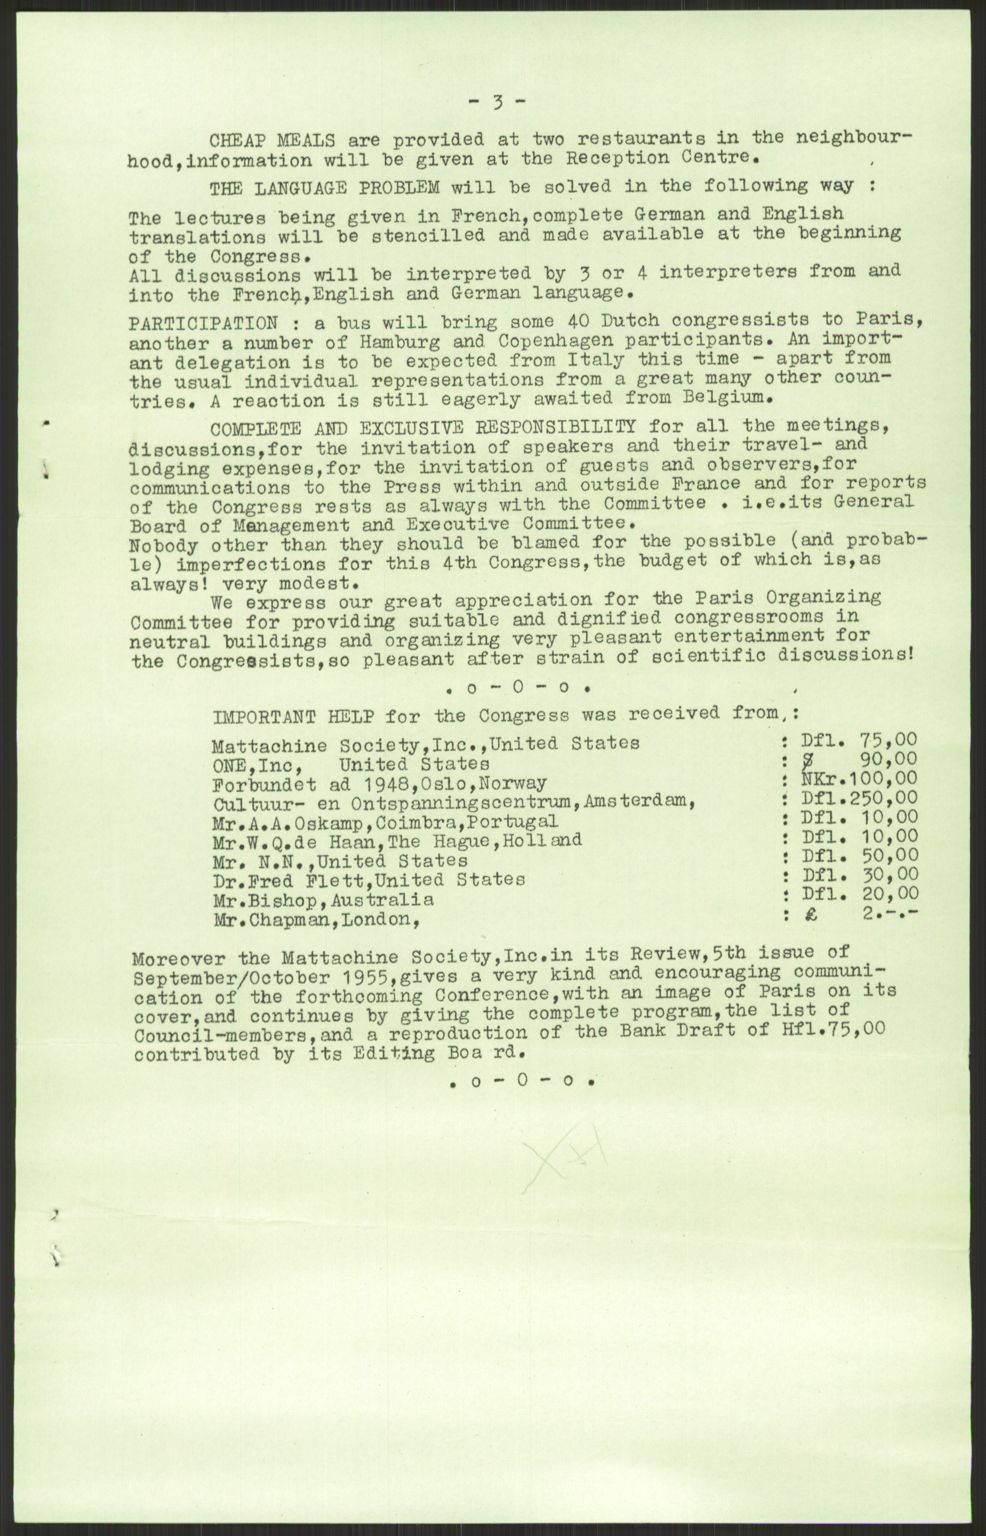 - 3 -
CHEAP MEALS are provided at two restaurants in the neighbour-
hood,information will be given at the Reception Centre.
THE LANGUAGE PROBLEM will be solved in the following way :
The lectures being given in French,complete German and English
translations will be stencilled and made available at the beginning
of the Congress.
All discussions will be interpreted by 3 or 4 interpreters from and
into the French,English and German language.
PARTICIPATION : a bus will bring some 40 Dutch congressists to Paris,
another a number of Hamburg and Copenhagen participants. An import-
ant delegation is to be expected from Italy this time - apart from
the usual individual representations from a great many other coun-
tries. A reaction is still eagerly awaited from Belgium.
COMPLETE AND EXCLUSIVE RESPONSIBILITY for all the meetings,
discussions,for the invitation of speakers and their travel- and
lodging expenses,for the invitation of guests and observers,for
communications to the Press within and outside France and for reports
of the Congress rests as always with the Committee . i.e.its General
Board of Management and Executive Committee.
Nobody other than they should be blamed for the possible (and probab-
le) imperfections for this 4th Congress,the budget of which is,as
always! very modest.
We express our great appreciation for the Paris Organizing
Committee for providing suitable and dignified congressrooms in
neutral buildings and organizing very pleasant entertainment for
the Congressists,so pleasant after strain of scientific discussions!
. o - O - o .
IMPORTANT HELP for the Congress was received from,:
Mattachine Society,Inc.,United States : Dfl. 75,00
ONE,Inc, United States : $ 90,00
Forbundet ad 1948,Oslo,Norway : NKr.100,00
Cultuur- en Ontspanningscentrum,Amsterdam, : Dfl.250,00
Mr.A.A.Oskamp,Coimbra,Portugal : Dfl. 10,00
Mr.W.Q.de Haan,The Hague,Holland : Dfl. 10,00
Mr. N.N.,United States : Dfl. 50,00
Dr.Fred Flett,United States : Dfl. 30,00
Mr.Bishop,Australia : Dfl. 20,00
Mr.Chapman,London, : £ 2.-.-
Moreover the Mattachine Society,Inc.in its Review,5th issue of
September/October 1955,gives a very kind and encouraging communi-
cation of the forthcoming Conference,with an image of Paris on its
cover,and continues by giving the complete program,the list of
Council-members,and a reproduction of the Bank Draft of Hfl.75,00
contributed by its Editing Boa rd.
. o - O - o .